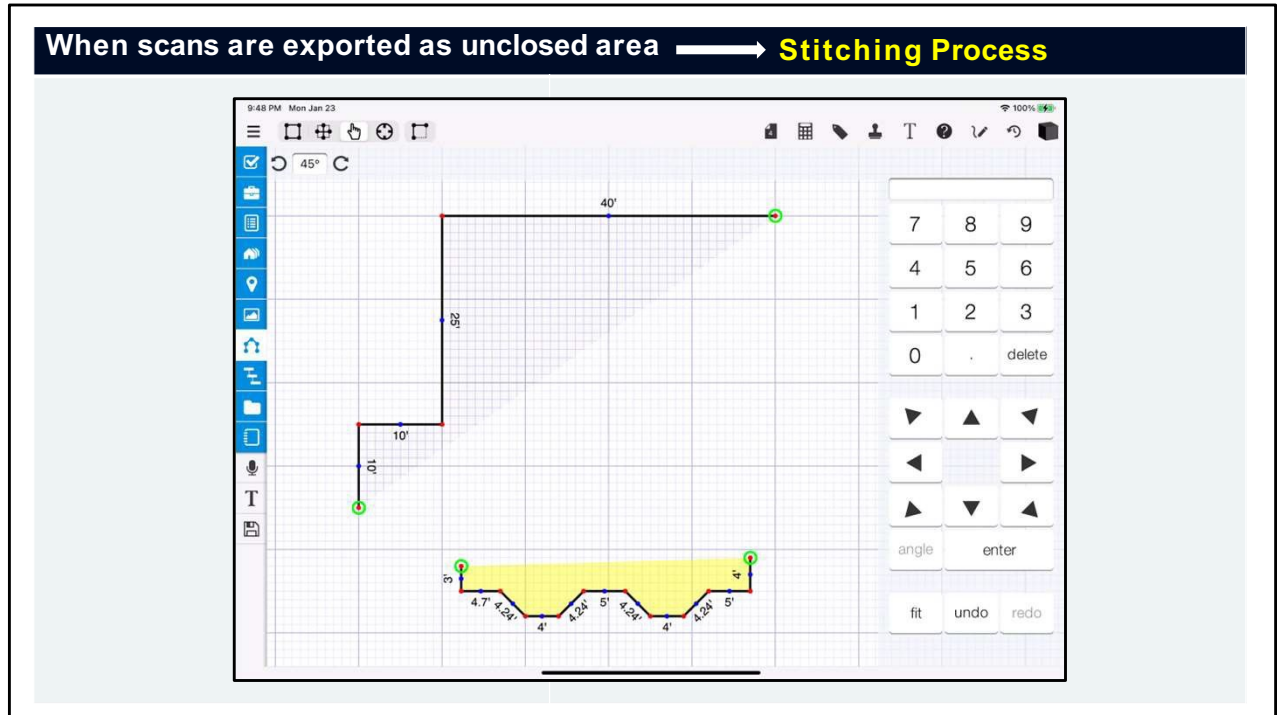 When scans are exported as unclosed area Stitching Process
9:48 PM Mon Jan 23
100%
T
45°
40'
25'
10'
10'
7 8 9
4 5 6
1 2 3
0 . delete
angle enter
fit undo redo
T
3'
4.7'
4.24'
4'
4.24'
5'
4.24'
4'
4.24'
5'
4'